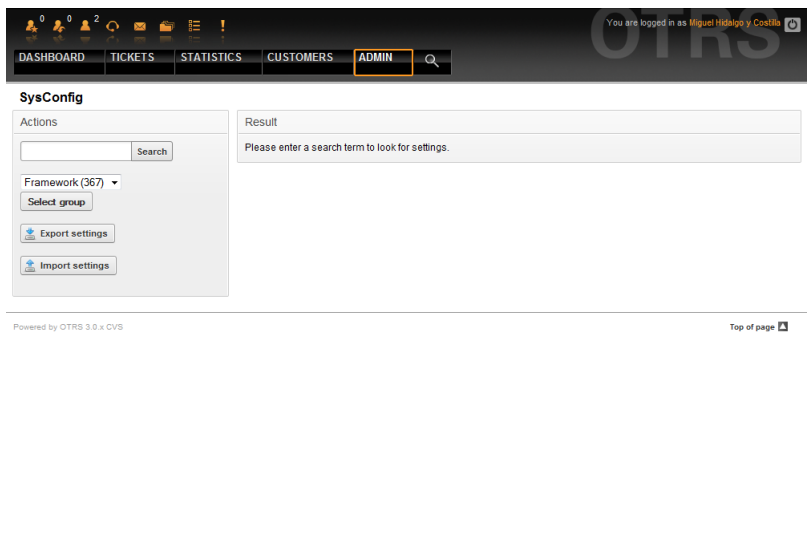 0 0 2
You are logged in as Miguel Hidalgo y Costilla
OTRS
DASHBOARD TICKETS STATISTICS CUSTOMERS ADMIN
SysConfig
Actions
Search
Framework (367)
Select group
Export settings
Import settings
Result
Please enter a search term to look for settings.
Powered by OTRS 3.0.x CVS
Top of page